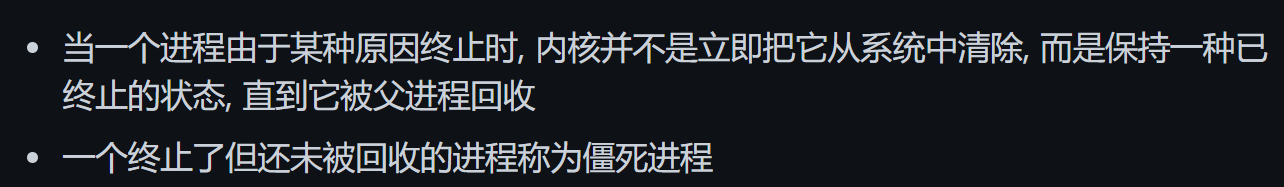 当一个进程由于某种原因终止时, 内核并不是立即把它从系统中清除, 而是保持一种已
终止的状态, 直到它被父进程回收
一个终止了但还未被回收的进程称为僵死进程